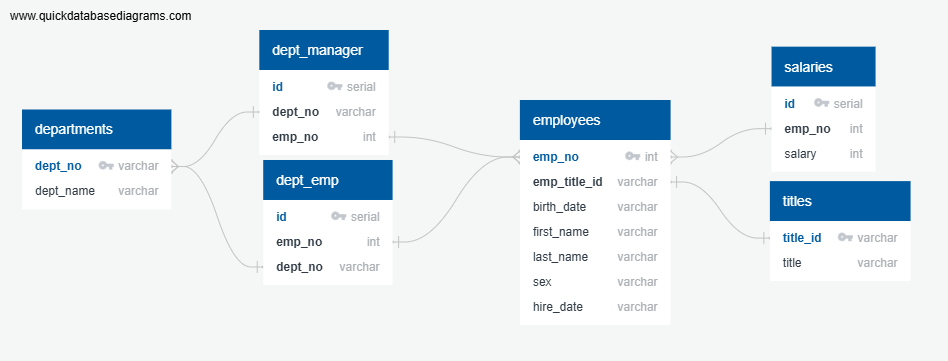 www.quickdatabasediagrams.com
departments
dept_no varchar
dept_name varchar
dept_manager
id serial
dept_no varchar
emp_no int
dept_emp
id serial
emp_no int
dept_no varchar
employees
emp_no int
emp_title_id varchar
birth_date varchar
first_name varchar
last_name varchar
sex varchar
hire_date varchar
salaries
id serial
emp_no int
salary int
titles
title_id varchar
title varchar